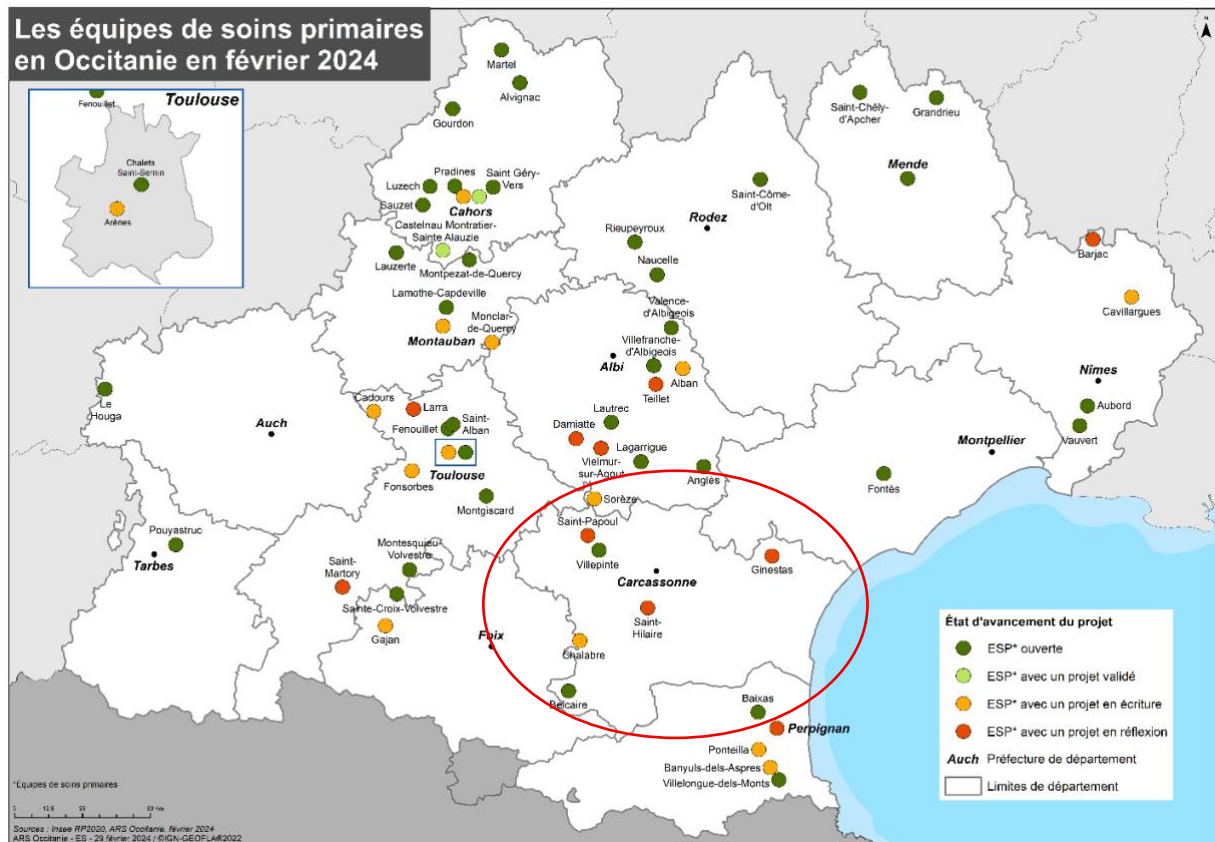 Les équipes de soins primaires
en Occitanie en février 2024
Toulouse
Fenouillet
Chalets
Saint-Sernin
Arènes
Martel
Alvignac
Gourdon
Saint-Chély-
d'Apcher
Grandrieu
Mende
Luzech
Pradines
Saint Géry-
Vers
Sauzet
Cahors
Castelnau Montratier-
Sainte Alauzie
Saint-Côme-
d'Olt
Rodez
Rieupeyroux
Naucelle
Barjac
Cavillargues
Lauzerte
Montpezat-de-Quercy
Lamothe-Capdeville
Monclar-
de-Quercy
Montauban
Valence-
d'Albigeois
Villefranche-
d'Albigeois
Albi
Alban
Teillet
Nîmes
Aubord
Vauvert
Le
Houga
Auch
Cadours
Larra
Fenouillet
Saint-
Alban
Toulouse
Fonsorbes
Montgiscard
Lautrec
Damiatte
Lagarrigue
Vielmur-
sur-Agout
Anglès
Montpellier
Fontès
Sorèze
Saint-Papoul
Villepinte
Carcassonne
Ginestas
Saint-
Hilaire
Chalabre
Belcaire
Pouyastruc
Tarbes
Montesquieu-
Volvestre
Saint-
Martory
Sainte-Croix-Volvestre
Gajan
Foix
Baixas
Perpignan
Ponteilla
Banyuls-dels-Aspres
Villelongue-dels-Monts
État d'avancement du projet
ESP* ouverte
ESP* avec un projet validé
ESP* avec un projet en écriture
ESP* avec un projet en réflexion
Auch Préfecture de département
Limites de département
*Équipes de soins primaires
0 12.5 25 50 Km
Sources : Insee RP2020, ARS Occitanie, février 2024
ARS Occitanie - ES - 29 février 2024 / ©IGN-GEOFLA®2022